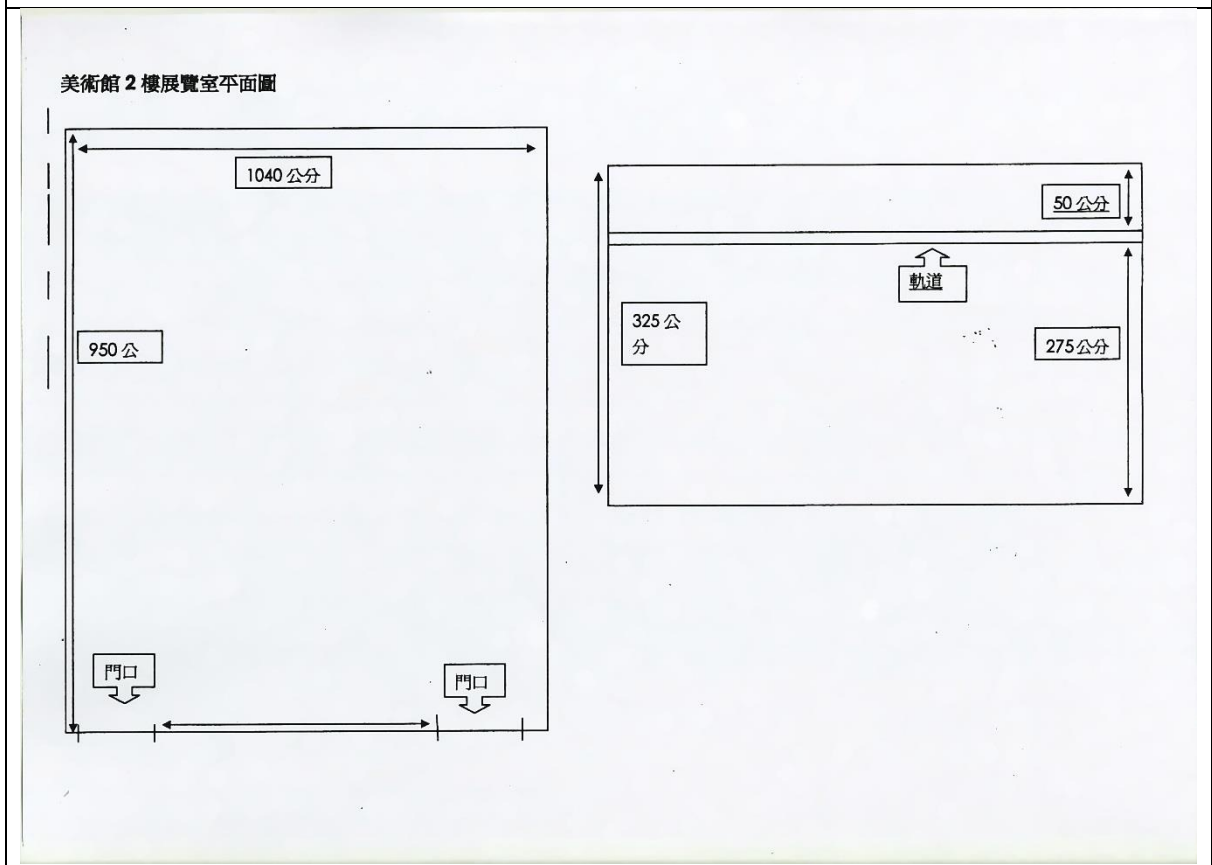 美術館 2 樓展覽室平面圖
1040 公分
950 公
門口
門口
50 公分
軌道
325 公
分
275 公分